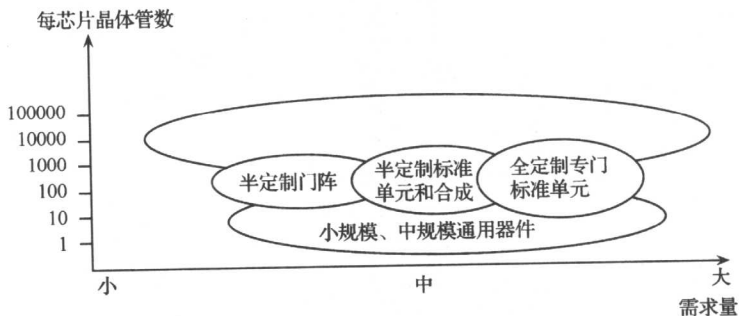 每芯片晶体管数
100000
10000
1000
100
10
1
半定制门阵
半定制标准
单元和合成
全定制专门
标准单元
小规模、中规模通用器件
小
中
大
需求量